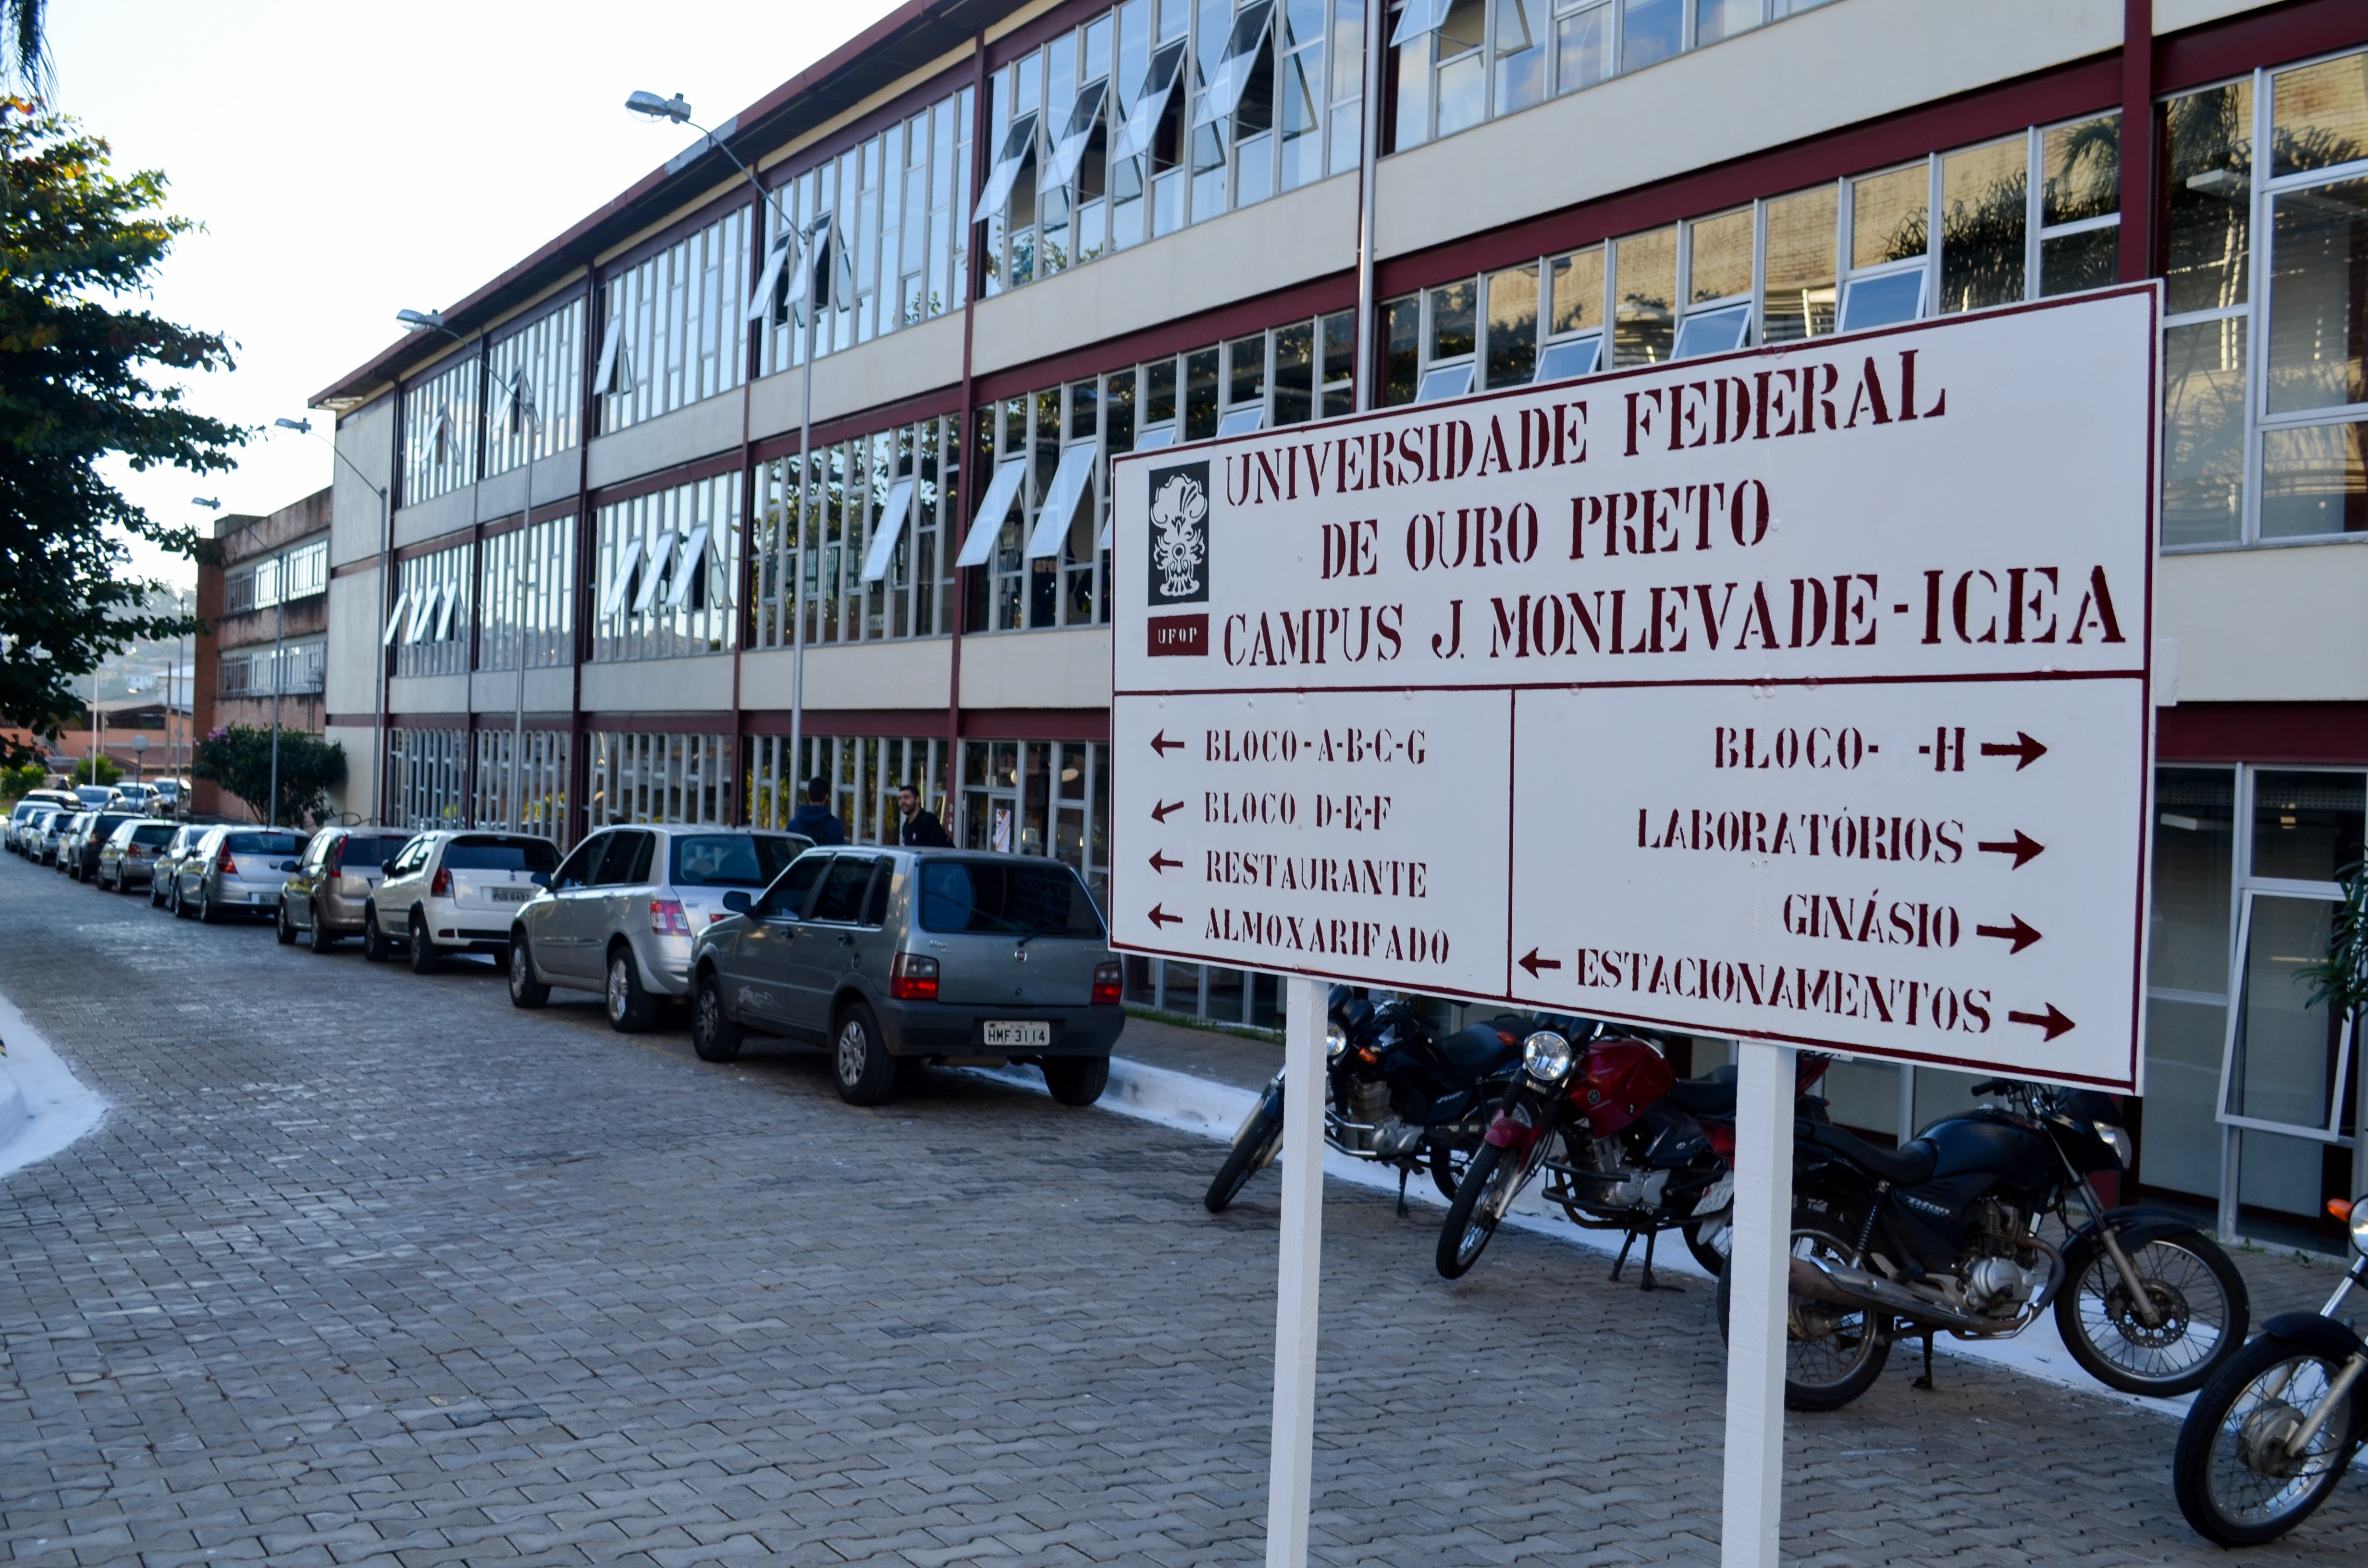 UNIVERSIDADE FEDERAL
DE OURO PRETO
CAMPUS J. MONLEVADE-ICEA
UFOP
← BLOCO-A-B-C-G
← BLOCO D-E-F
← RESTAURANTE
← ALMOXARIFADO
BLOCO- -H →
LABORATÓRIOS →
GINÁSIO →
← ESTACIONAMENTOS →
HMF-3114